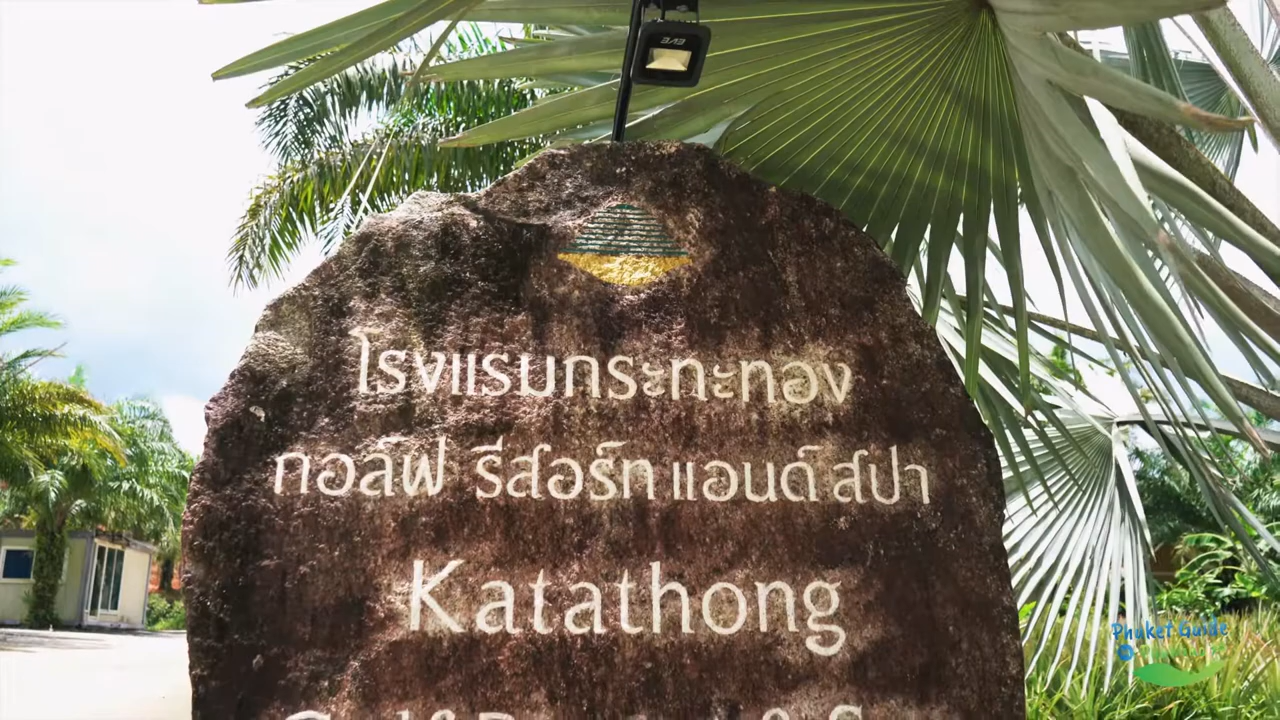 EVE
โรงแรมกระทะทอง
กอล์ฟ รีสอร์ท แอนด์ สปา
Katathong
Phuket Guide